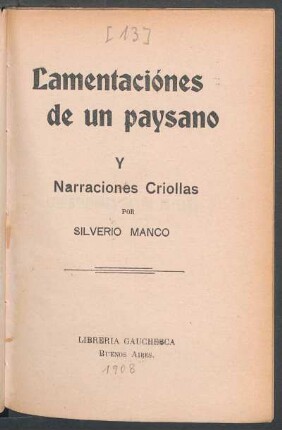 [13]
Lamentaciónes
de un paysano
Y
Narraciones Criollas
POR
SILVERIO MANCO
LIBRERIA GAUCHESCA
BUENOS AIRES.
1908